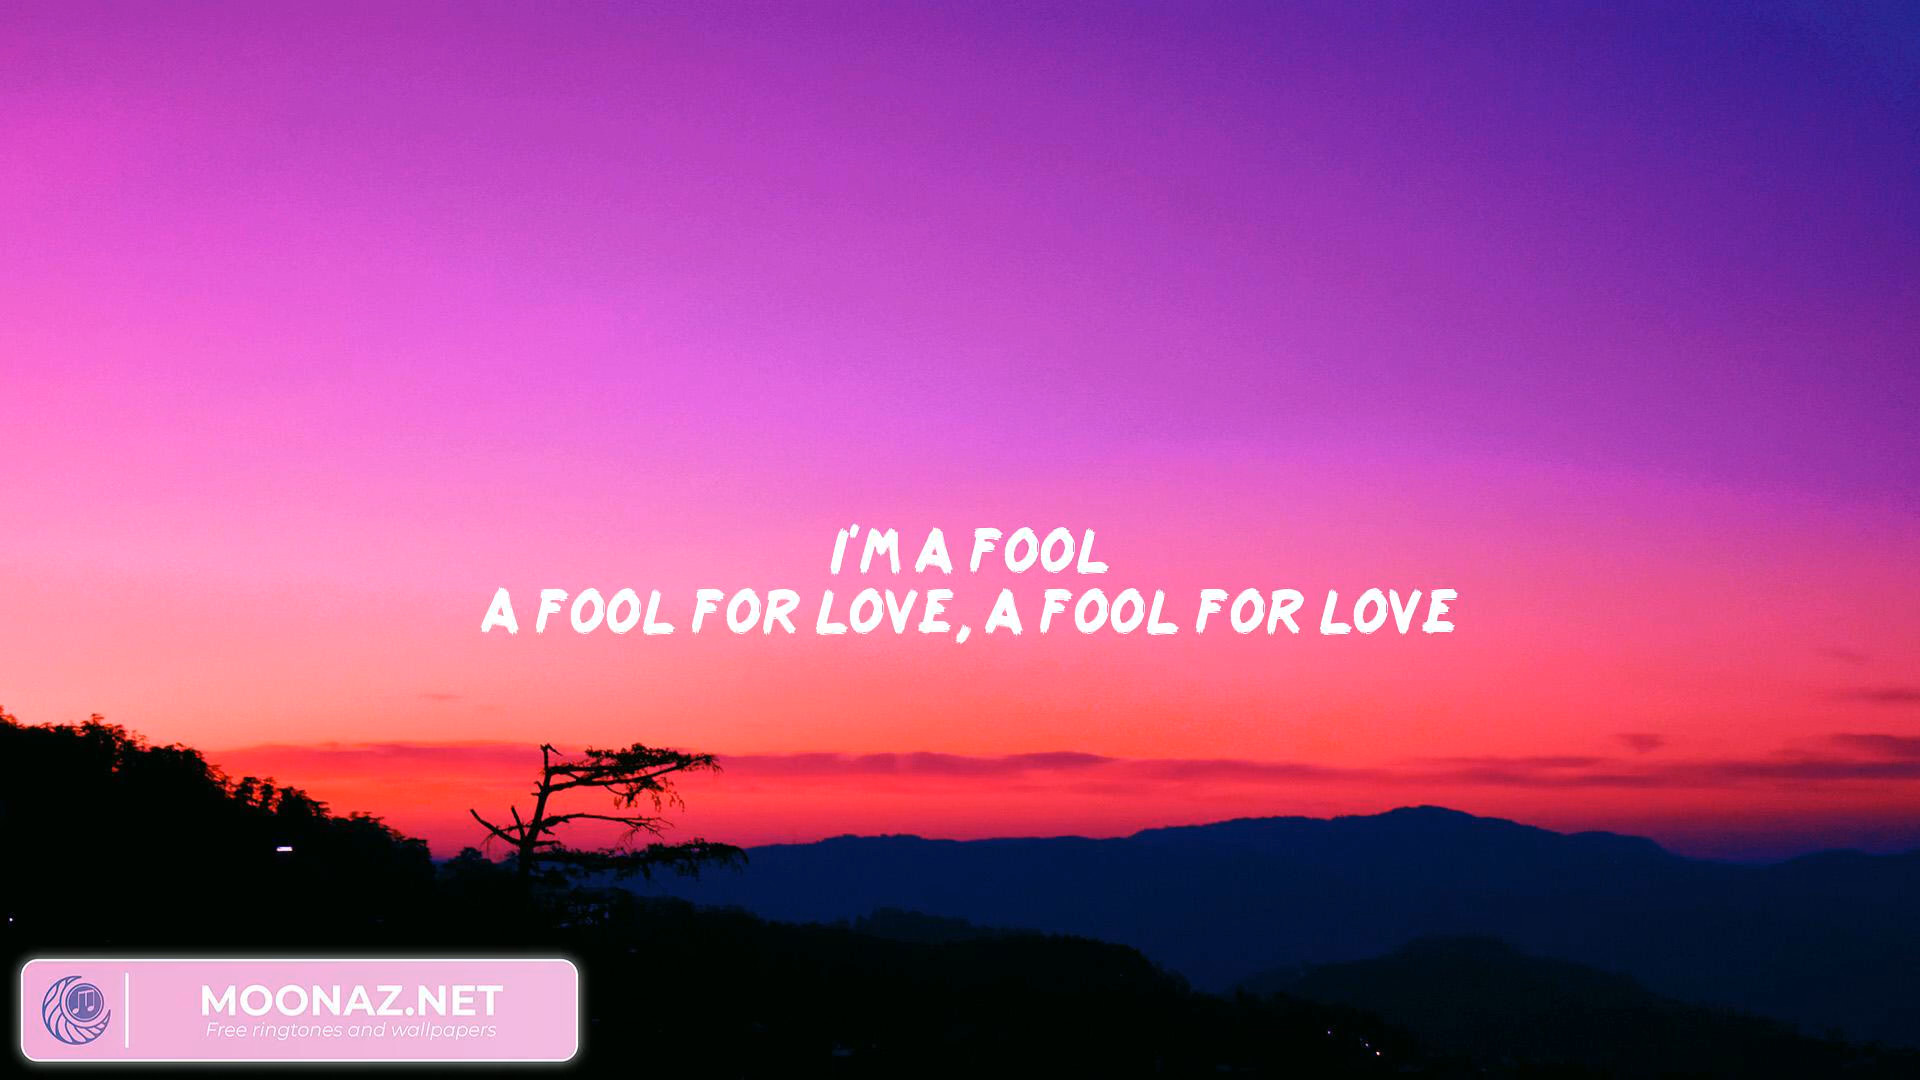 I'M A FOOL
A FOOL FOR LOVE, A FOOL FOR LOVE
MOONAZ.NET
Free ringtones and wallpapers